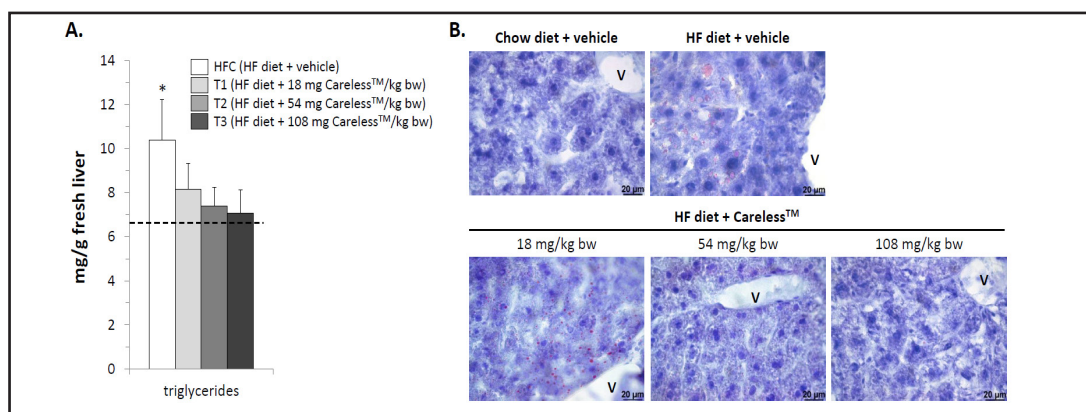 A.
14
12
10
8
6
4
2
0
mg/g fresh liver
*
HFC (HF diet + vehicle)
T1 (HF diet + 18 mg Careless™/kg bw)
T2 (HF diet + 54 mg Careless™/kg bw)
T3 (HF diet + 108 mg Careless™/kg bw)
triglycerides
B.
Chow diet + vehicle
HF diet + vehicle
V
20 µm
V
20 µm
HF diet + Careless™
18 mg/kg bw
54 mg/kg bw
108 mg/kg bw
V
20 µm
V
20 µm
V
20 µm